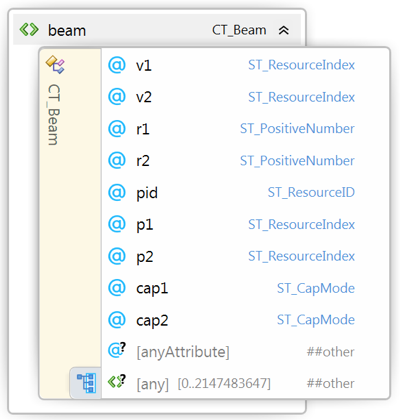 beam CT_Beam
CT_Beam
@ v1 ST_ResourceIndex
@ v2 ST_ResourceIndex
@ r1 ST_PositiveNumber
@ r2 ST_PositiveNumber
@ pid ST_ResourceID
@ p1 ST_ResourceIndex
@ p2 ST_ResourceIndex
@ cap1 ST_CapMode
@ cap2 ST_CapMode
@? [anyAttribute] ##other
<>? [any] [0..2147483647] ##other